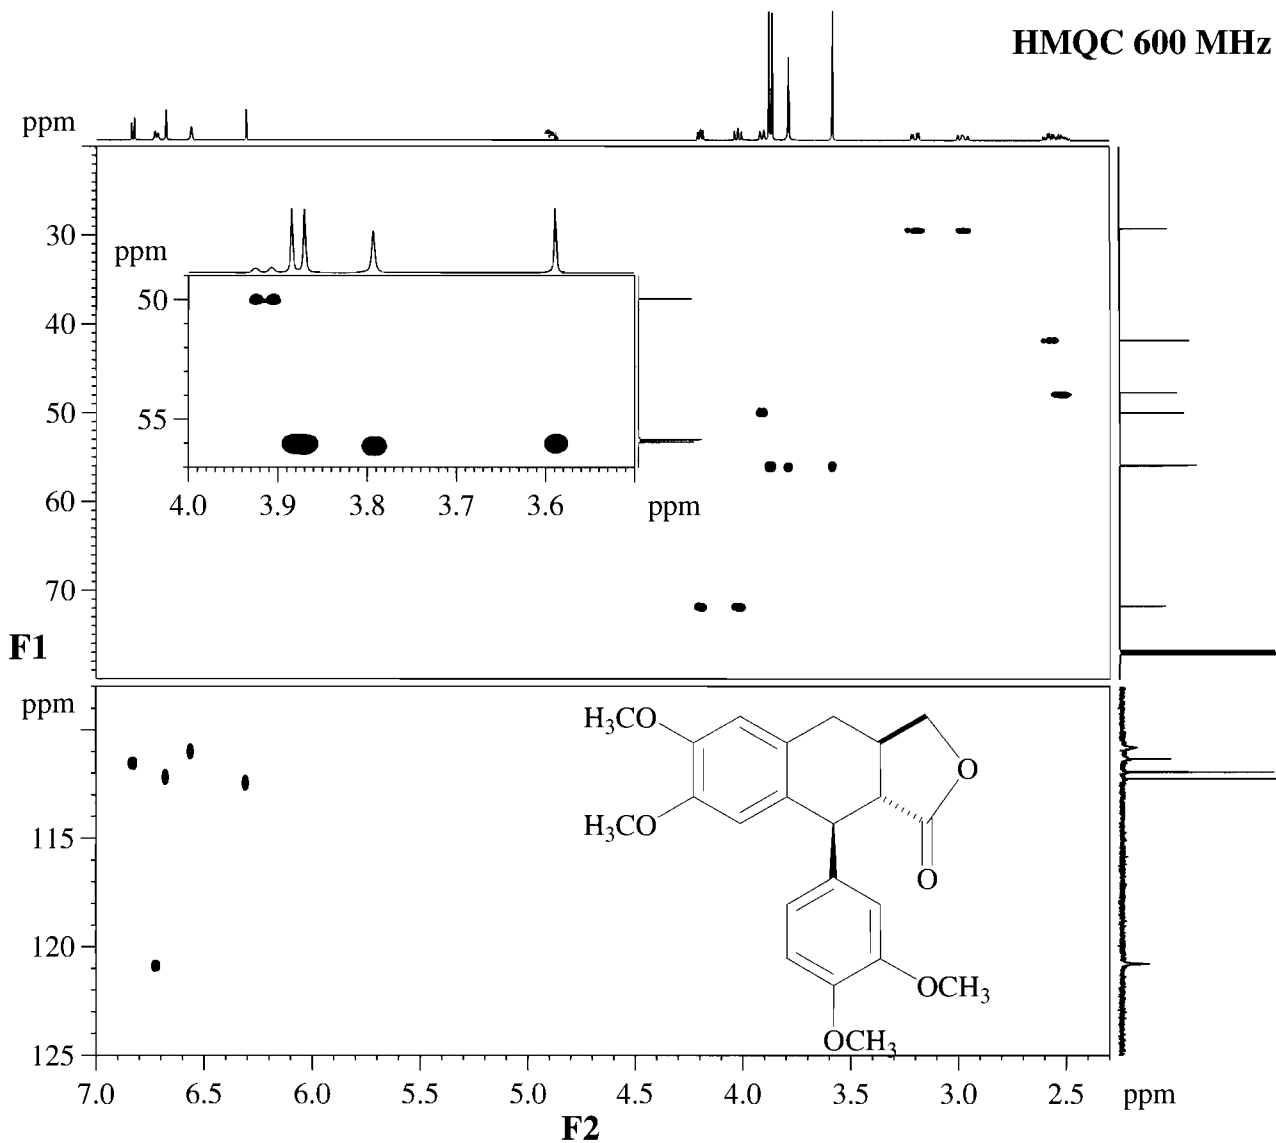 HMQC 600 MHz
ppm
30
40
50
60
70
F1
ppm
50
55
4.0 3.9 3.8 3.7 3.6 ppm
ppm
115
120
125
H3CO
H3CO
O
O
OCH3
OCH3
7.0 6.5 6.0 5.5 5.0 4.5 4.0 3.5 3.0 2.5 ppm
F2